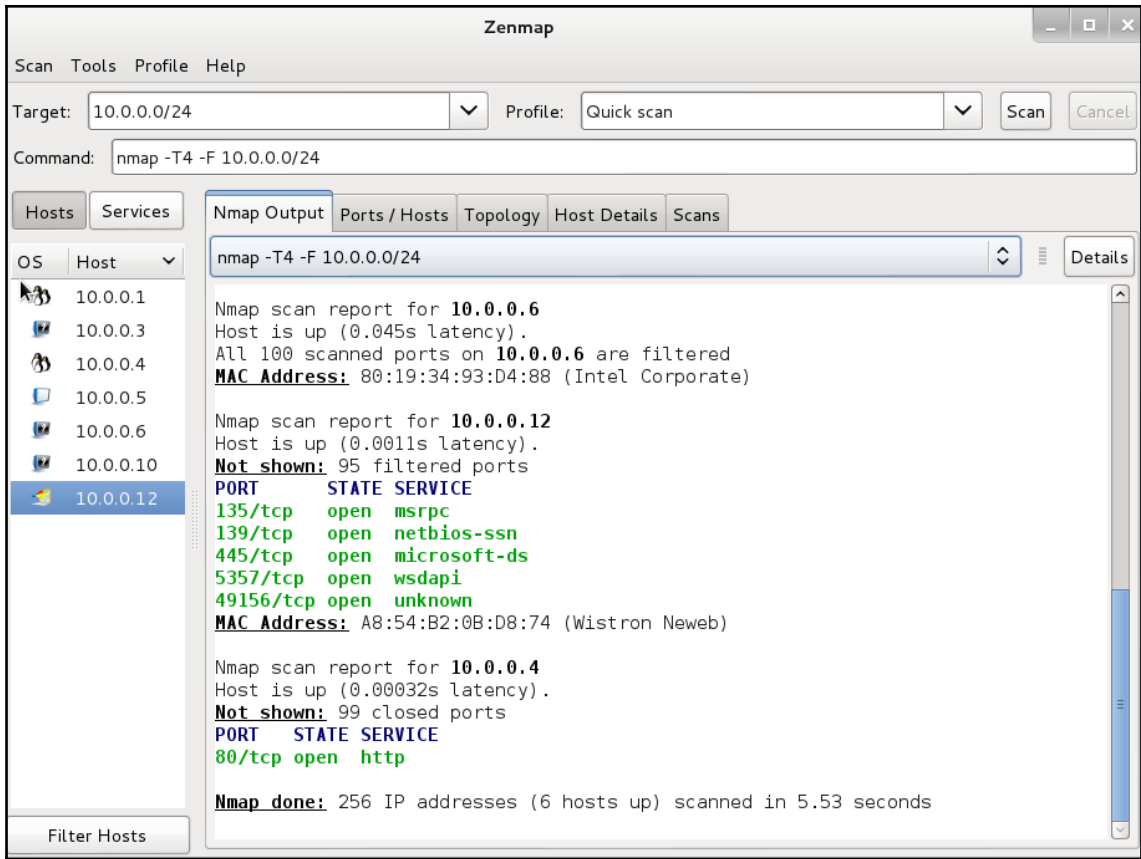 Zenmap
Scan Tools Profile Help
Target: 10.0.0.0/24 Profile: Quick scan Scan Cancel
Command: nmap -T4 -F 10.0.0.0/24
Hosts Services
Nmap Output Ports / Hosts Topology Host Details Scans
OS Host
nmap -T4 -F 10.0.0.0/24 Details
10.0.0.1
10.0.0.3
10.0.0.4
10.0.0.5
10.0.0.6
10.0.0.10
10.0.0.12
Nmap scan report for 10.0.0.6
Host is up (0.045s latency).
All 100 scanned ports on 10.0.0.6 are filtered
MAC Address: 80:19:34:93:D4:88 (Intel Corporate)
Nmap scan report for 10.0.0.12
Host is up (0.0011s latency).
Not shown: 95 filtered ports
PORT STATE SERVICE
135/tcp open msrpc
139/tcp open netbios-ssn
445/tcp open microsoft-ds
5357/tcp open wsdapi
49156/tcp open unknown
MAC Address: A8:54:B2:0B:D8:74 (Wistron Neweb)
Nmap scan report for 10.0.0.4
Host is up (0.00032s latency).
Not shown: 99 closed ports
PORT STATE SERVICE
80/tcp open http
Nmap done: 256 IP addresses (6 hosts up) scanned in 5.53 seconds
Filter Hosts